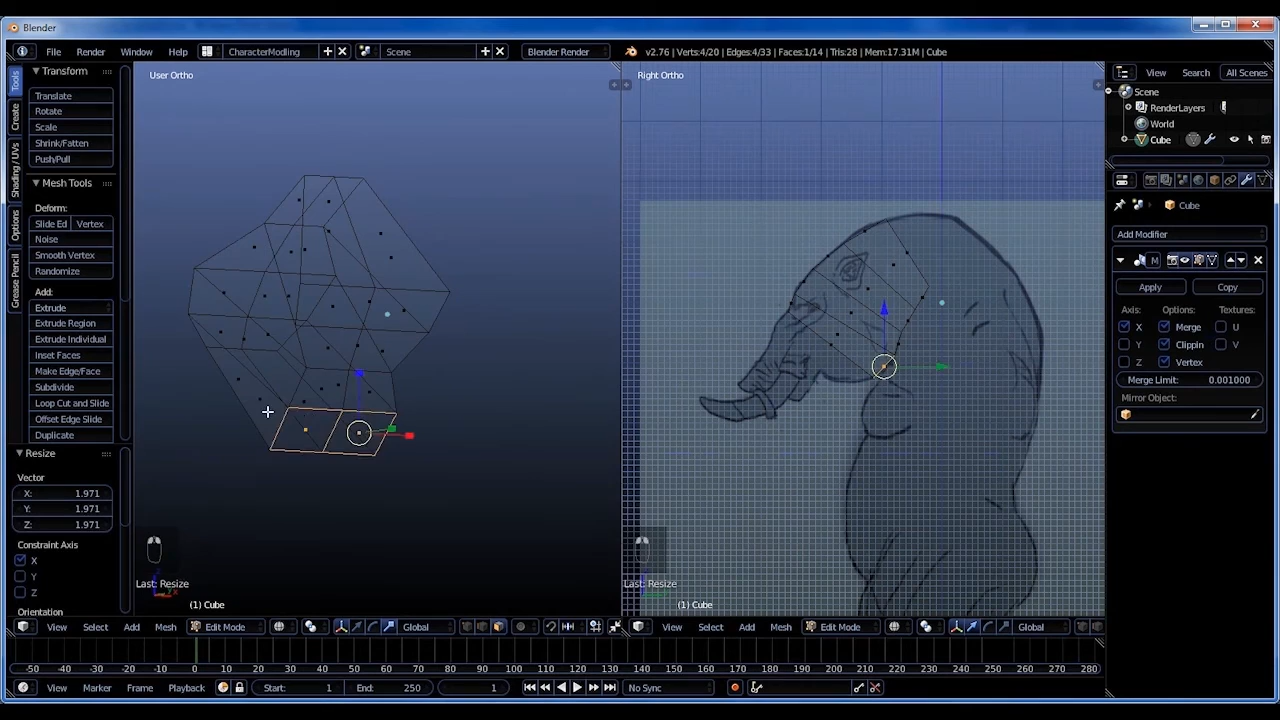 Blender
File Render Window Help CharacterModling Scene Blender Render v2.76 | Verts:4/20 | Edges:4/33 | Faces:1/14 | Tris:28 | Mem:17.31M | Cube
Transform
User Ortho
Right Ortho
View Search All Scenes
Tools
Create
Shading / UVs
Options
Grease Pencil
Translate
Rotate
Scale
Shrink/Fatten
Push/Pull
Mesh Tools
Deform:
Slide Ed Vertex
Noise
Smooth Vertex
Randomize
Add:
Extrude
Extrude Region
Extrude Individual
Inset Faces
Make Edge/Face
Subdivide
Loop Cut and Slide
Offset Edge Slide
Duplicate
Resize
Vector
X: 1.971
Y: 1.971
Z: 1.971
Constraint Axis
X
Y
Z
Orientation
Last: Resize
(1) Cube
Last: Resize
(1) Cube
Scene
RenderLayers
World
Cube
Cube
Add Modifier
M
Apply Copy
Axis: Options: Textures:
X Merge U
Y Clippin V
Z Vertex
Merge Limit: 0.001000
Mirror Object:
View Select Add Mesh Edit Mode Global
View Select Add Mesh Edit Mode Global
-50 -40 -30 -20 -10 0 10 20 30 40 50 60 70 80 90 100 110 120 130 140 150 160 170 180 190 200 210 220 230 240 250 260 270 280
View Marker Frame Playback Start: 1 End: 250 1 No Sync